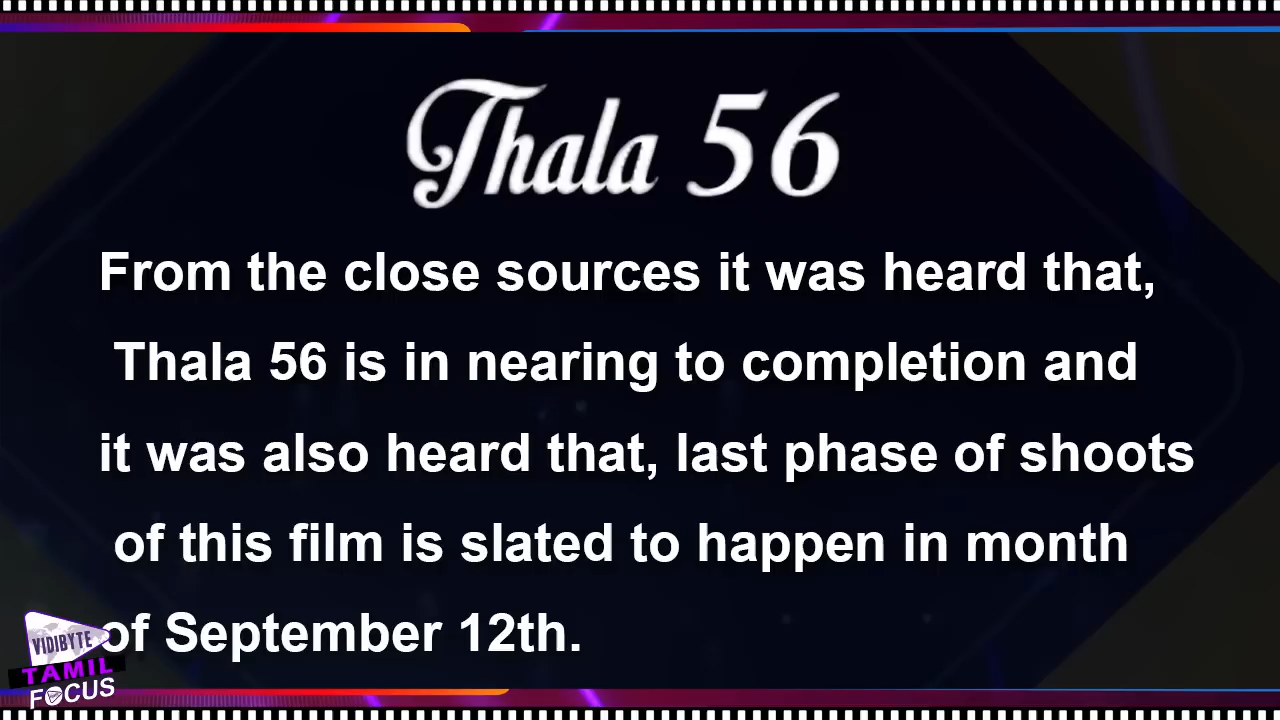 Thala 56
From the close sources it was heard that,
Thala 56 is in nearing to completion and
it was also heard that, last phase of shoots
of this film is slated to happen in month
of September 12th.
VIDIBYTE
TAMIL
FOCUS